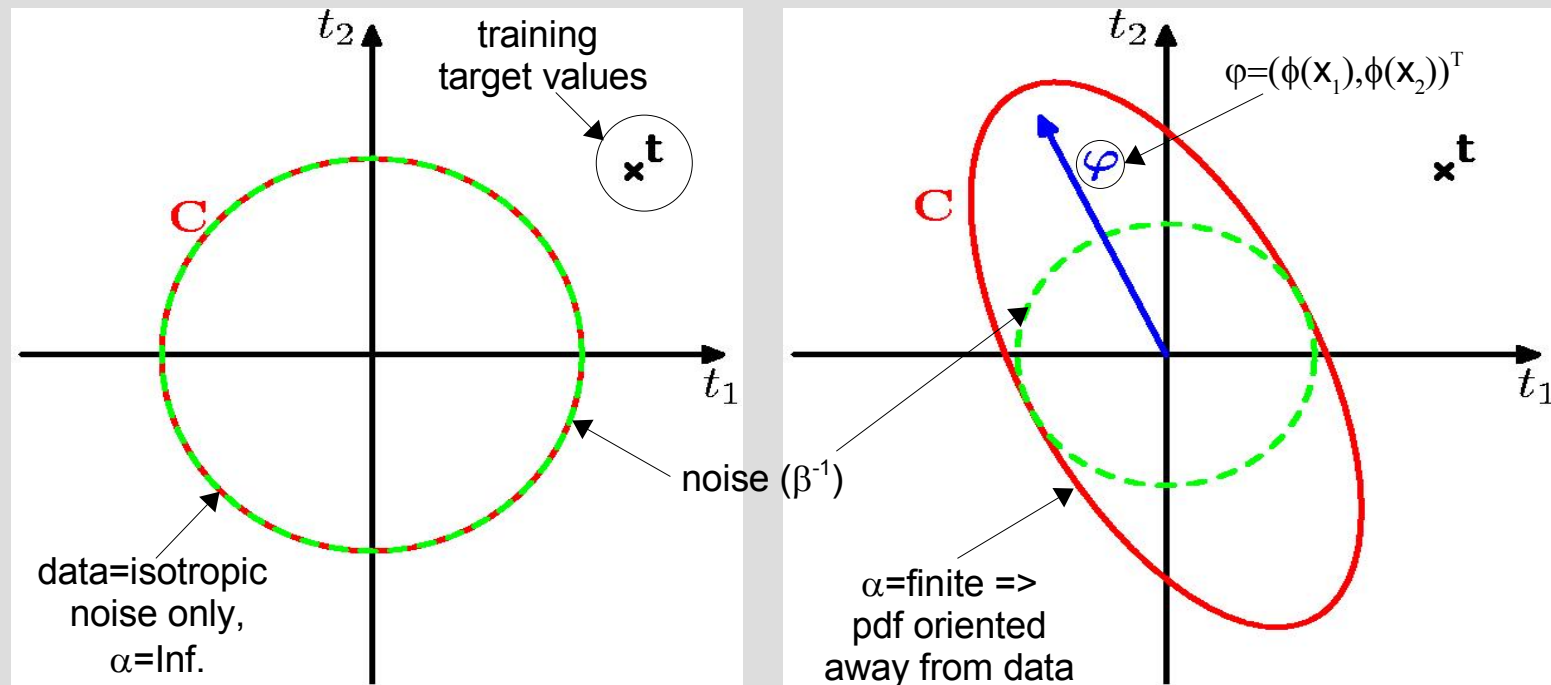 t₂
training
target values
t
C
data=isotropic
noise only,
α=Inf.
t₁
noise (β⁻¹)
t₂
φ=(ϕ(x₁),ϕ(x₂))ᵀ
φ
t
C
t₁
α=finite =>
pdf oriented
away from data